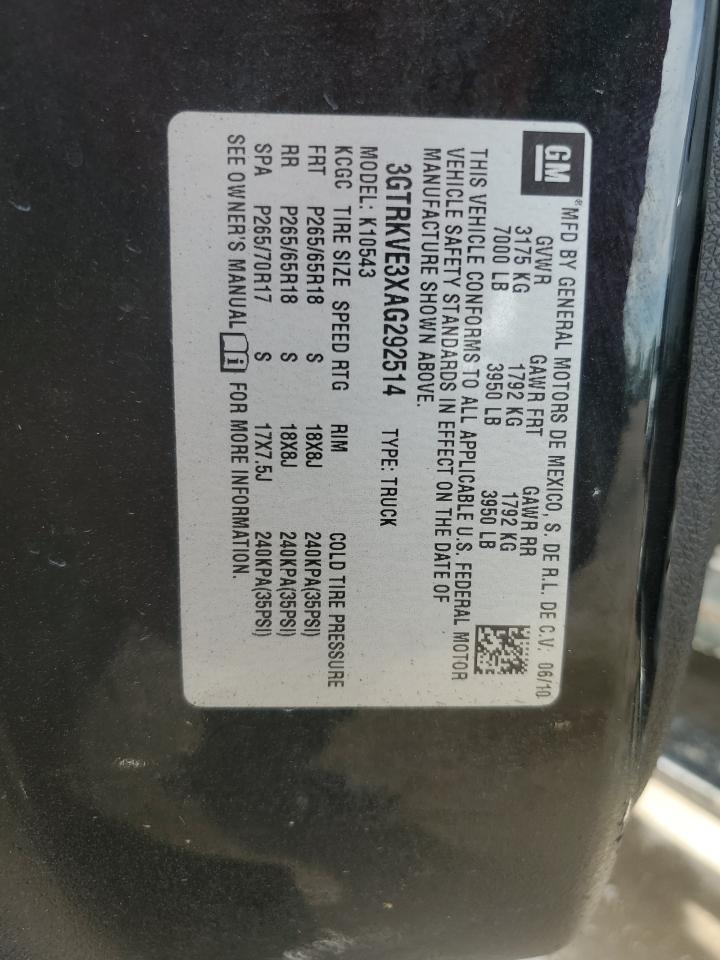 GM
® MFD BY GENERAL MOTORS DE MEXICO, S. DE R.L. DE C.V. 06/10
GVWR GAWR FRT GAWR RR
3175 KG 1792 KG 1792 KG
7000 LB 3950 LB 3950 LB
THIS VEHICLE CONFORMS TO ALL APPLICABLE U.S. FEDERAL MOTOR
VEHICLE SAFETY STANDARDS IN EFFECT ON THE DATE OF
MANUFACTURE SHOWN ABOVE.
3GTRKVE3XAG292514 TYPE: TRUCK
MODEL: K10543
KCGC TIRE SIZE SPEED RTG RIM COLD TIRE PRESSURE
FRT P265/65R18 S 18X8J 240KPA(35PSI)
RR P265/65R18 S 18X8J 240KPA(35PSI)
SPA P265/70R17 S 17X7.5J 240KPA(35PSI)
SEE OWNER'S MANUAL i FOR MORE INFORMATION.